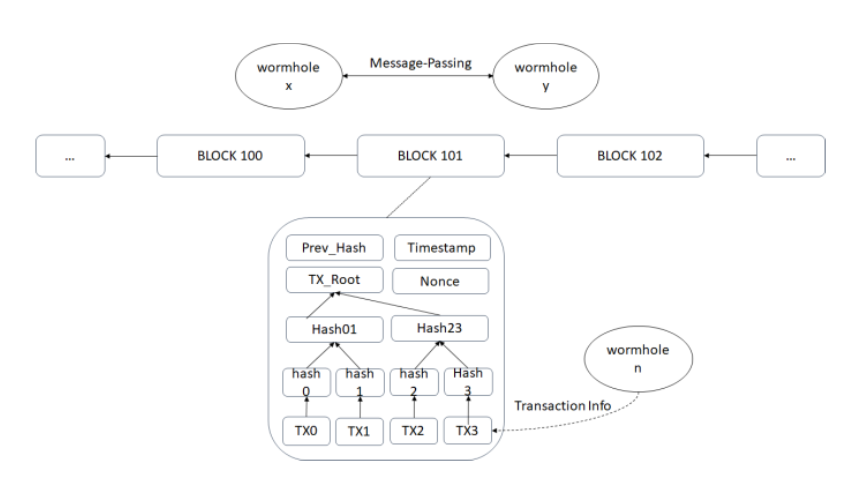 Message-Passing
wormhole
x
wormhole
y
...
BLOCK 100
BLOCK 101
BLOCK 102
...
Prev_Hash
Timestamp
TX_Root
Nonce
Hash01
Hash23
hash
0
hash
1
hash
2
Hash
3
TX0
TX1
TX2
TX3
wormhole
n
Transaction Info